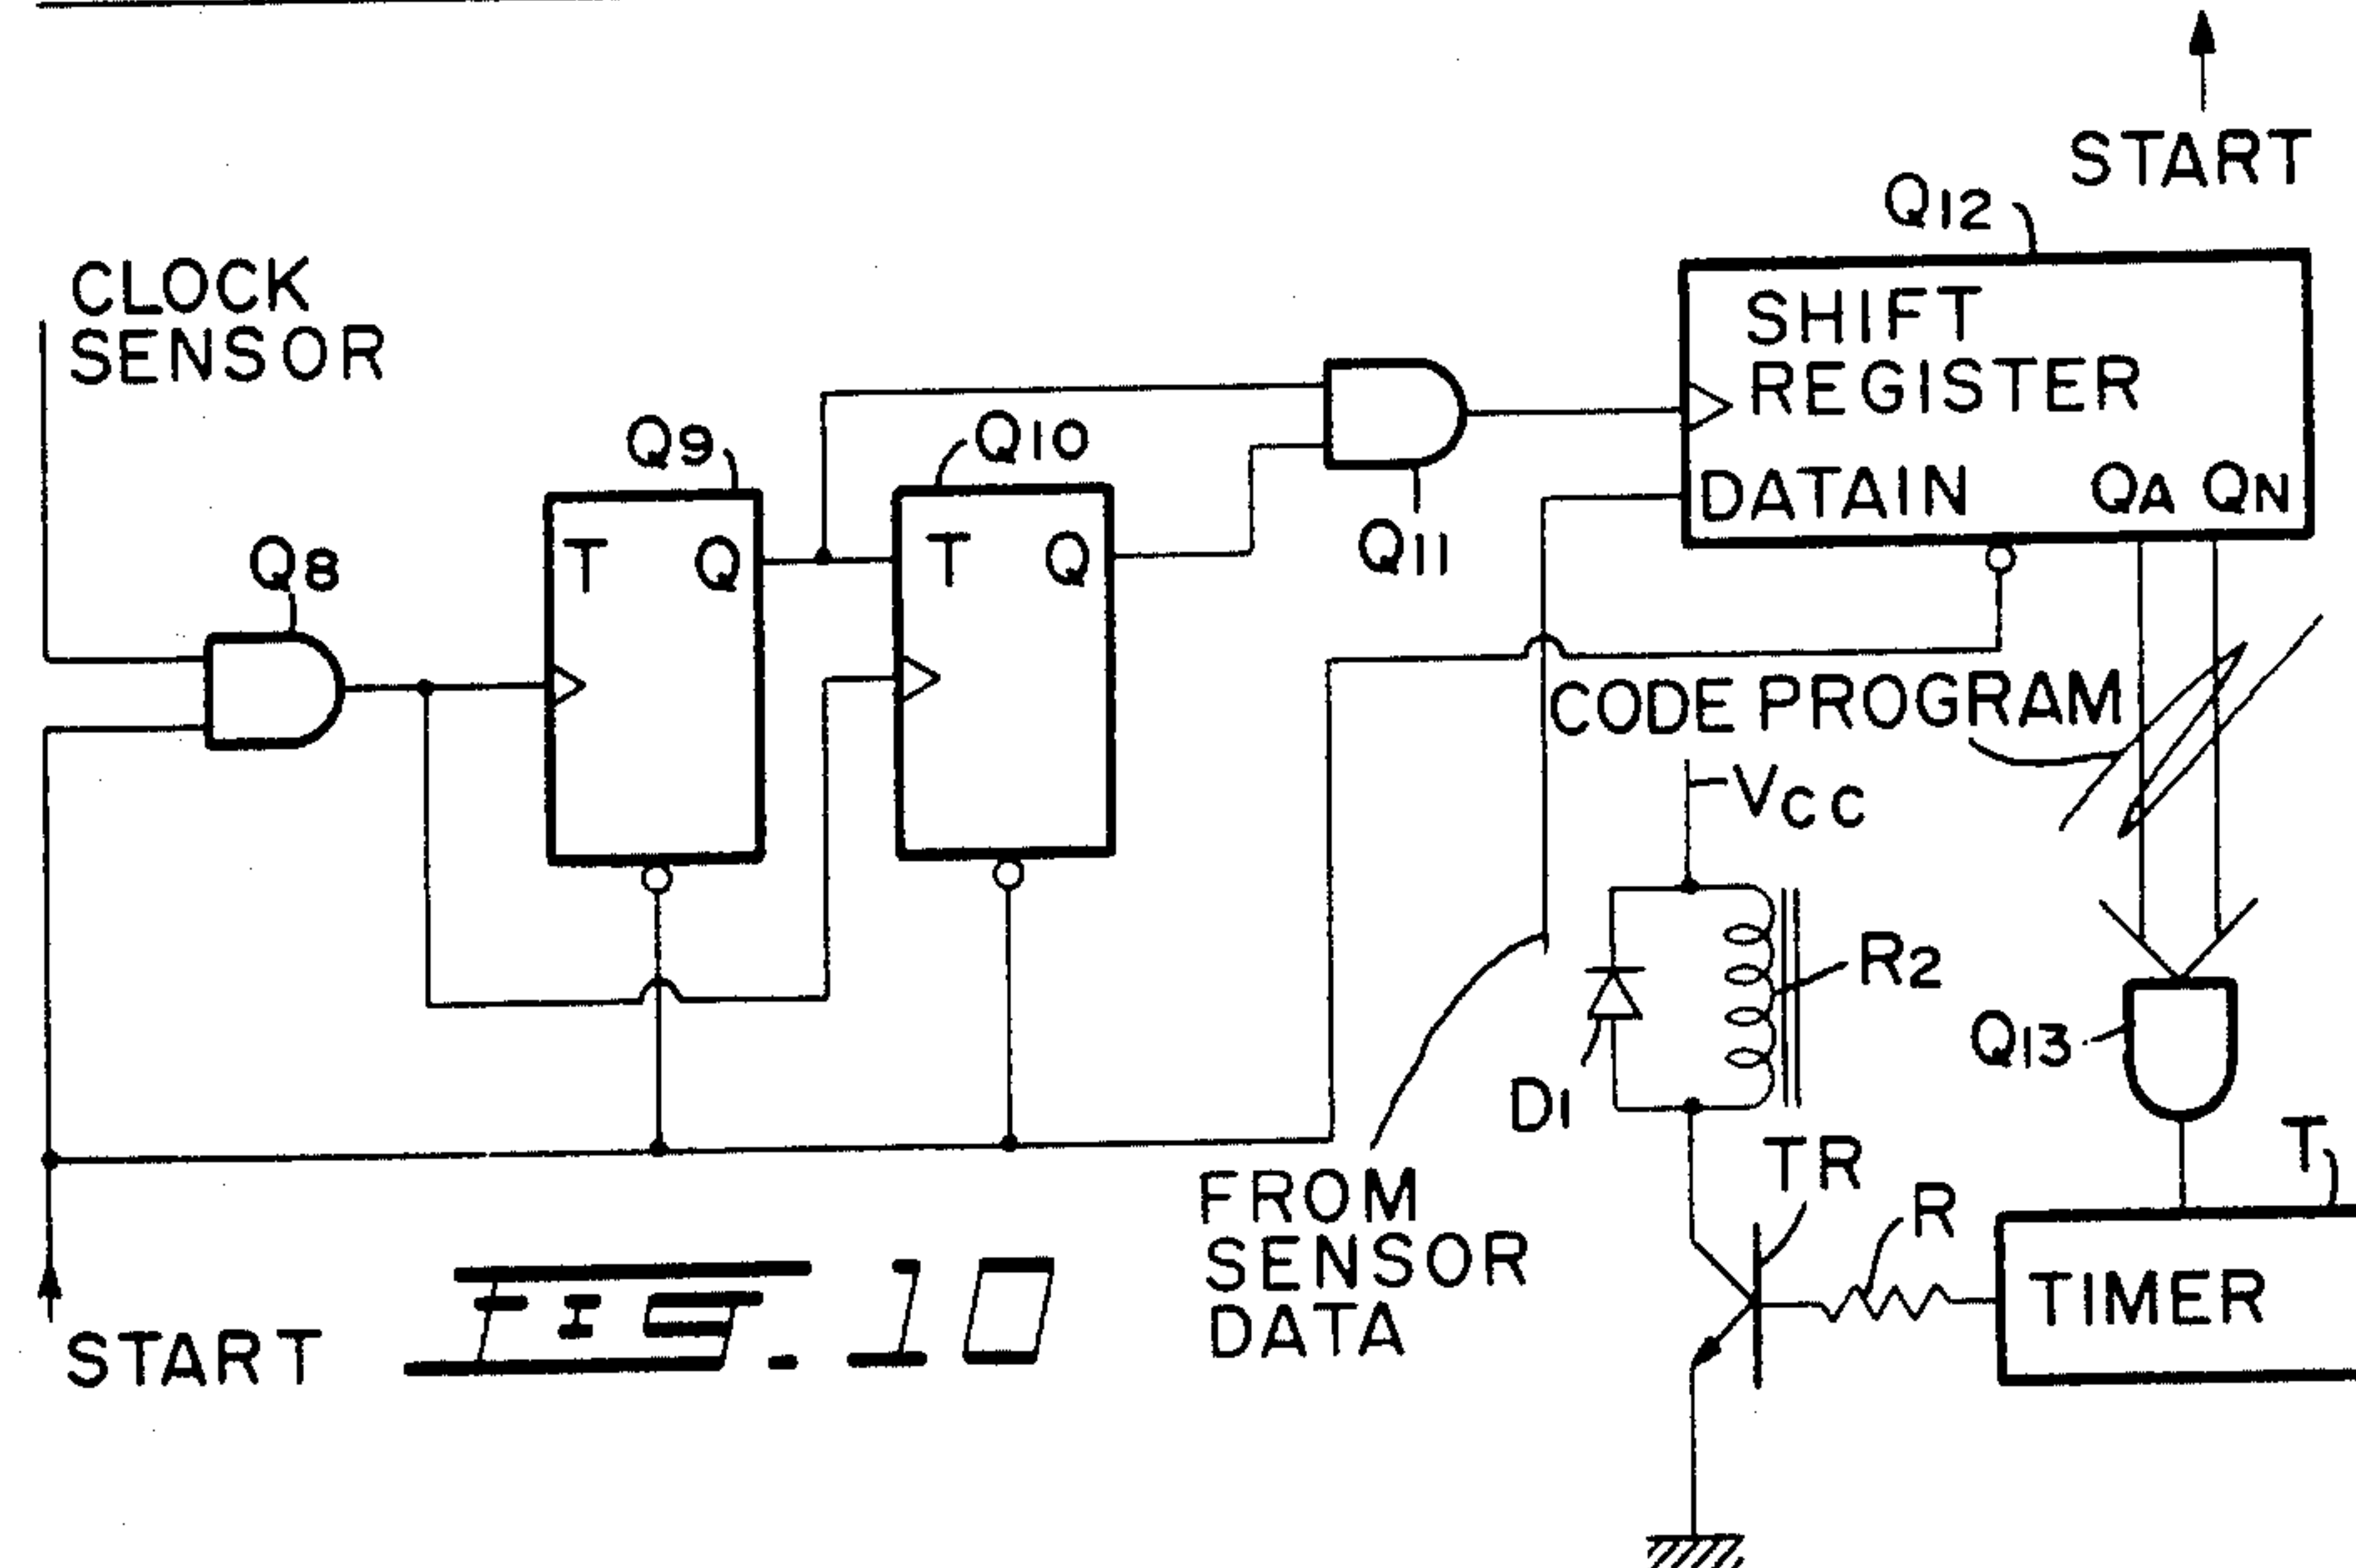 START
Q12
CLOCK
SENSOR
SHIFT
REGISTER
Q9
Q10
DATAIN QA QN
Q11
T Q
T Q
Q8
CODE PROGRAM
VCC
R2
Q13
D1
TR
T
R
FROM
SENSOR
DATA
TIMER
START
FIG. 10